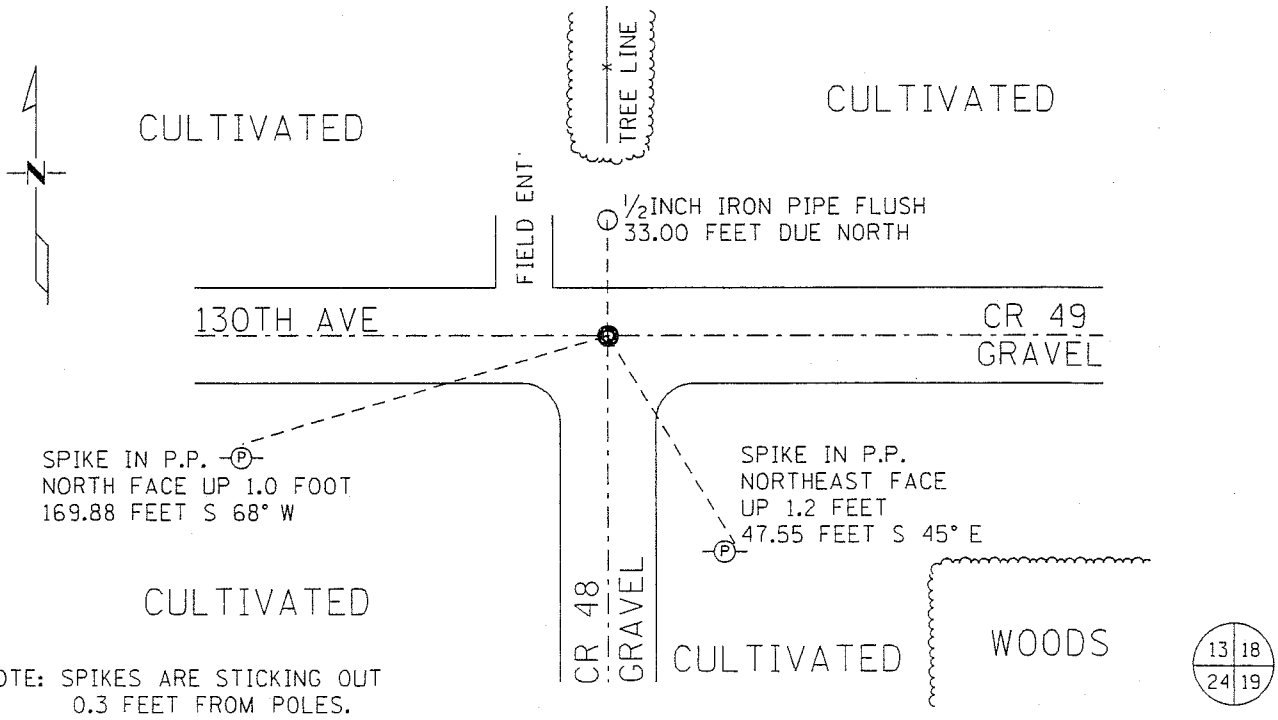 TREE LINE
CULTIVATED
CULTIVATED
N
FIELD ENT'
1/2 INCH IRON PIPE FLUSH
33.00 FEET DUE NORTH
130TH AVE
CR 49
GRAVEL
SPIKE IN P.P.
P
NORTH FACE UP 1.0 FOOT
169.88 FEET S 68° W
SPIKE IN P.P.
NORTHEAST FACE
UP 1.2 FEET
47.55 FEET S 45° E
P
CULTIVATED
CR 48
GRAVEL
CULTIVATED
WOODS
13 18
24 19
OTE: SPIKES ARE STICKING OUT
0.3 FEET FROM POLES.